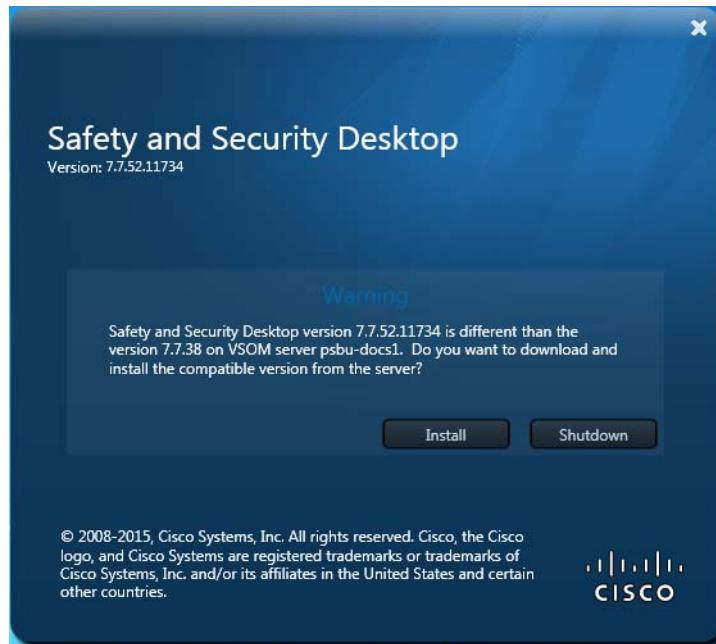 Safety and Security Desktop
Version: 7.7.52.11734
Warning
Safety and Security Desktop version 7.7.52.11734 is different than the
version 7.7.38 on VSOM server psbu-docs1.  Do you want to download and
install the compatible version from the server?
Install
Shutdown
© 2008-2015, Cisco Systems, Inc. All rights reserved. Cisco, the Cisco
logo, and Cisco Systems are registered trademarks or trademarks of
Cisco Systems, Inc. and/or its affiliates in the United States and certain
other countries.
CISCO